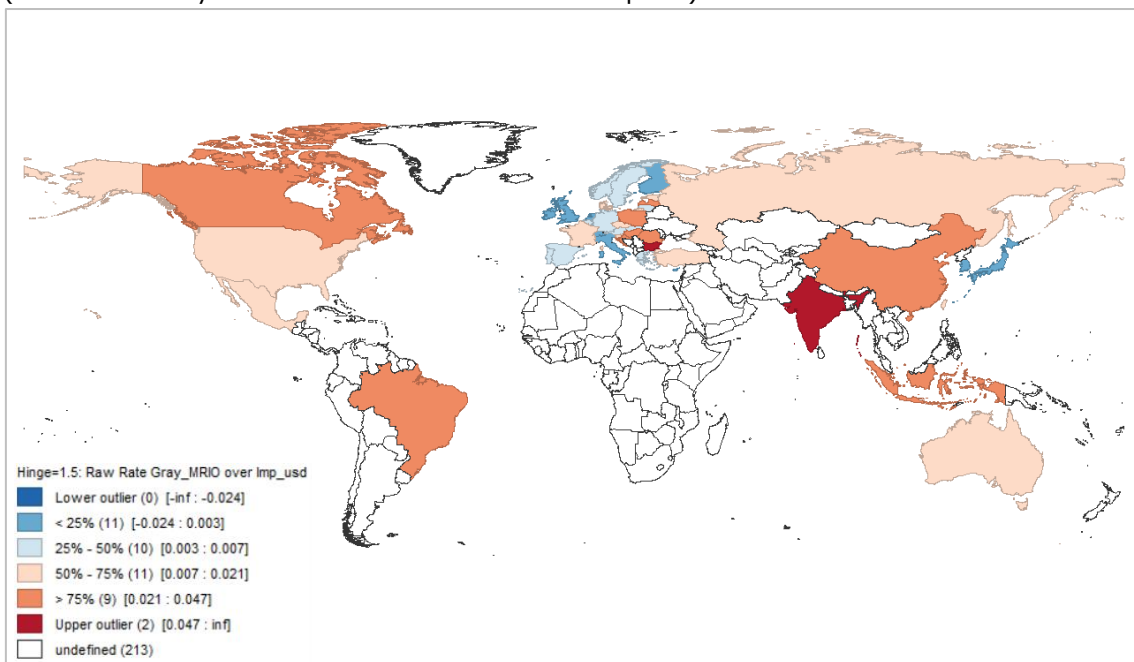 Hinge=1.5: Raw Rate Gray_MRIO over Imp_usd
Lower outlier (0) [-inf : -0.024]
< 25% (11) [-0.024 : 0.003]
25% - 50% (10) [0.003 : 0.007]
50% - 75% (11) [0.007 : 0.021]
> 75% (9) [0.021 : 0.047]
Upper outlier (2) [0.047 : inf]
undefined (213)